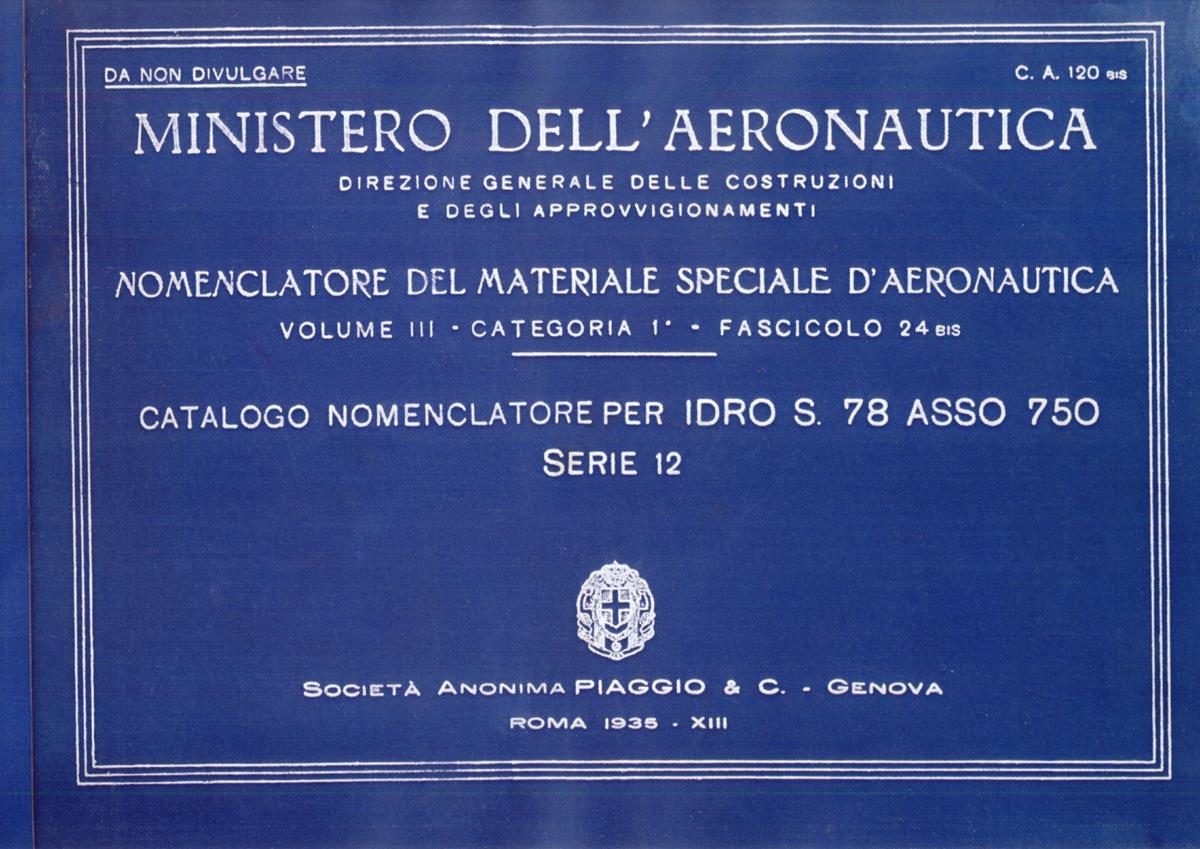 DA NON DIVULGARE
C. A. 120 BIS
MINISTERO DELL'AERONAUTICA
DIREZIONE GENERALE DELLE COSTRUZIONI
E DEGLI APPROVVIGIONAMENTI
NOMENCLATORE DEL MATERIALE SPECIALE D'AERONAUTICA
VOLUME III - CATEGORIA 1ª - FASCICOLO 24 BIS
CATALOGO NOMENCLATORE PER IDRO S. 78 ASSO 750
SERIE 12
SOCIETÀ ANONIMA PIAGGIO & C. - GENOVA
ROMA 1935 - XIII